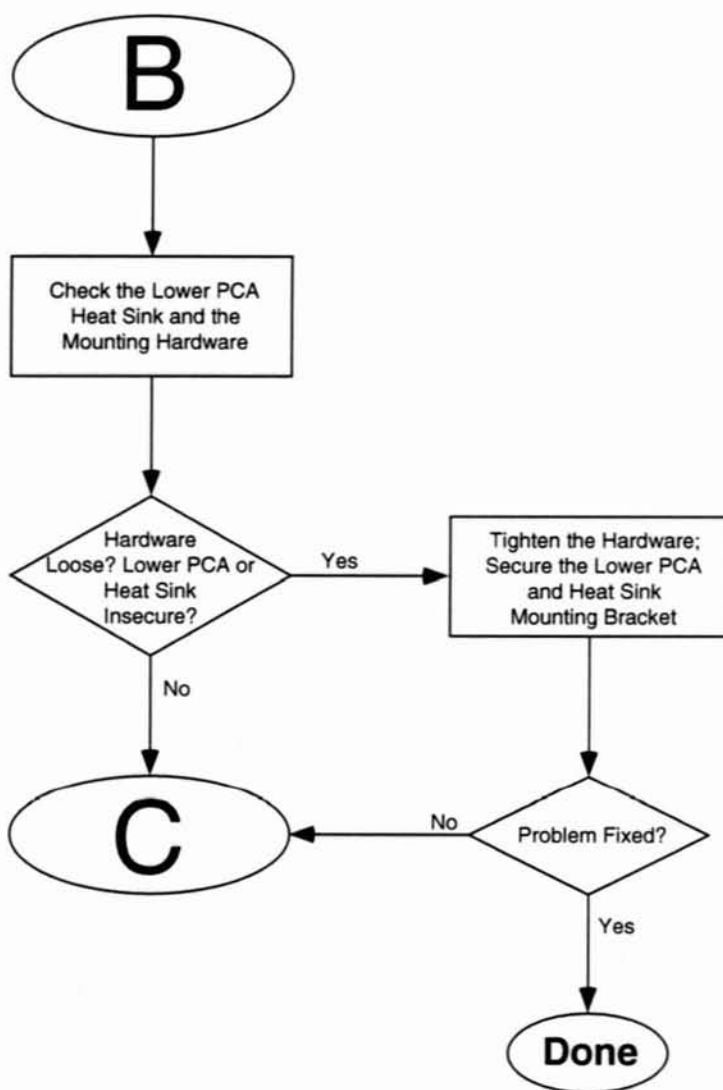 B
Check the Lower PCA
Heat Sink and the
Mounting Hardware
Hardware
Loose? Lower PCA or
Heat Sink
Insecure?
Yes
Tighten the Hardware;
Secure the Lower PCA
and Heat Sink
Mounting Bracket
No
C
No
Problem Fixed?
Yes
Done